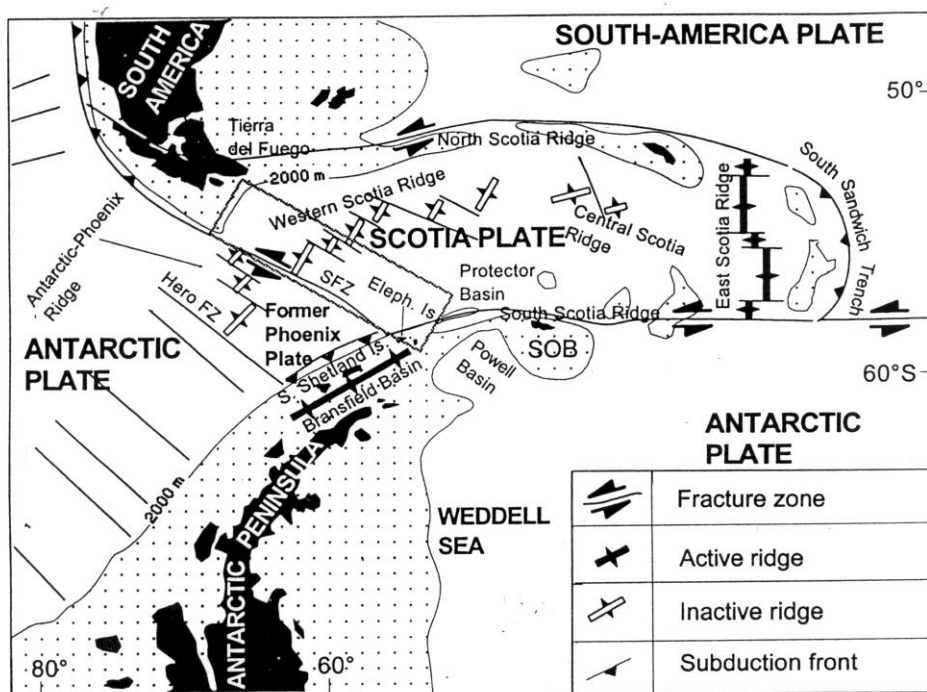 SOUTH-AMERICA PLATE
SOUTH
AMERICA
50°
Tierra
del Fuego
2000 m
North Scotia Ridge
Western Scotia Ridge
SCOTIA PLATE
Central Scotia
Ridge
East Scotia Ridge
South Sandwich Trench
Antarctic-Phoenix
Ridge
Hero FZ
SFZ
Eleph. Is
Protector
Basin
South Scotia Ridge
Former
Phoenix
Plate
ANTARCTIC
PLATE
S. Shetland Is.
Bransfield Basin
Powell
Basin
SOB
60°S
2000 m
ANTARCTIC PENINSULA
WEDDELL
SEA
ANTARCTIC
PLATE
Fracture zone
Active ridge
Inactive ridge
Subduction front
80°
60°